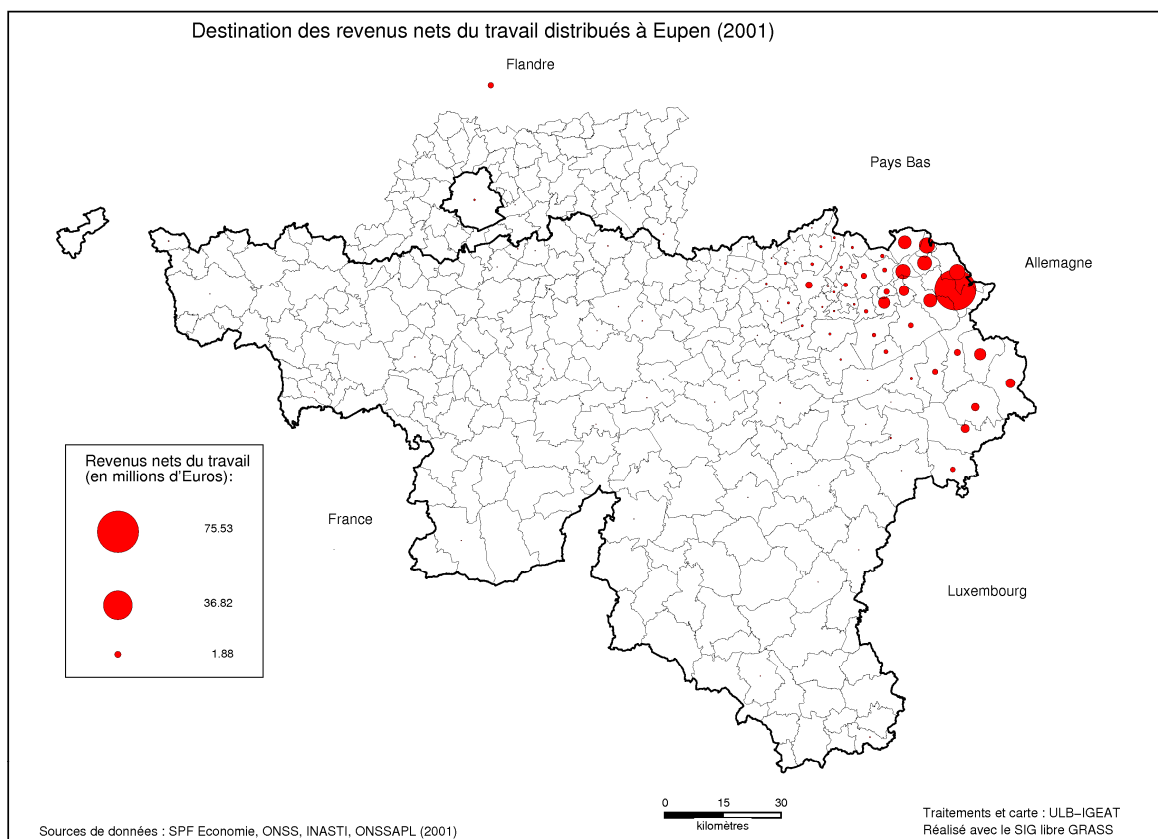 Destination des revenus nets du travail distribués à Eupen (2001)
Flandre
Pays Bas
Allemagne
Revenus nets du travail
(en millions d'Euros):
75.53
36.82
1.88
France
Luxembourg
0 15 30
kilomètres
Sources de données : SPF Economie, ONSS, INASTI, ONSSAPL (2001)
Traitements et carte : ULB-IGEAT
Réalisé avec le SIG libre GRASS